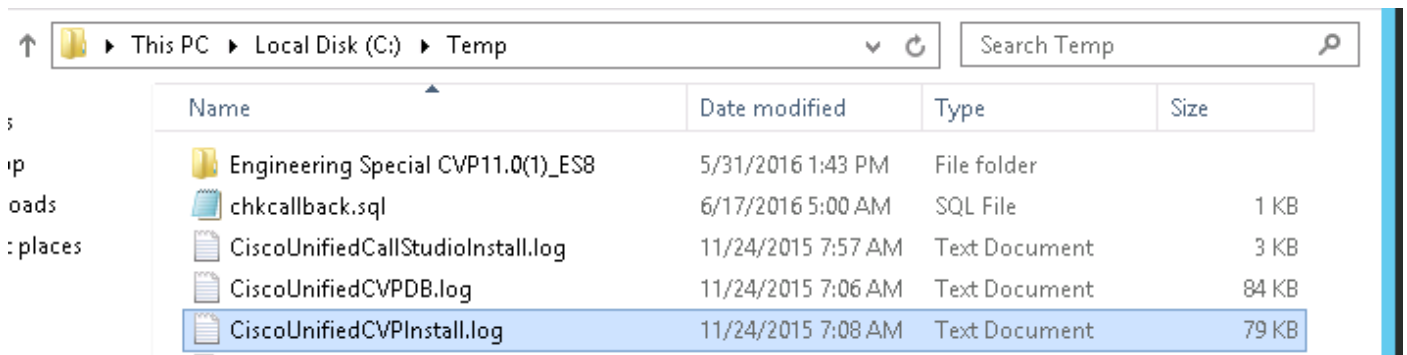 This PC Local Disk (C:) Temp Search Temp
Name Date modified Type Size
s
ıp
oads
places
Engineering Special CVP11.0(1)_ES8 5/31/2016 1:43 PM File folder
chkcallback.sql 6/17/2016 5:00 AM SQL File 1 KB
CiscoUnifiedCallStudioInstall.log 11/24/2015 7:57 AM Text Document 3 KB
CiscoUnifiedCVPDB.log 11/24/2015 7:06 AM Text Document 84 KB
CiscoUnifiedCVPInstall.log 11/24/2015 7:08 AM Text Document 79 KB